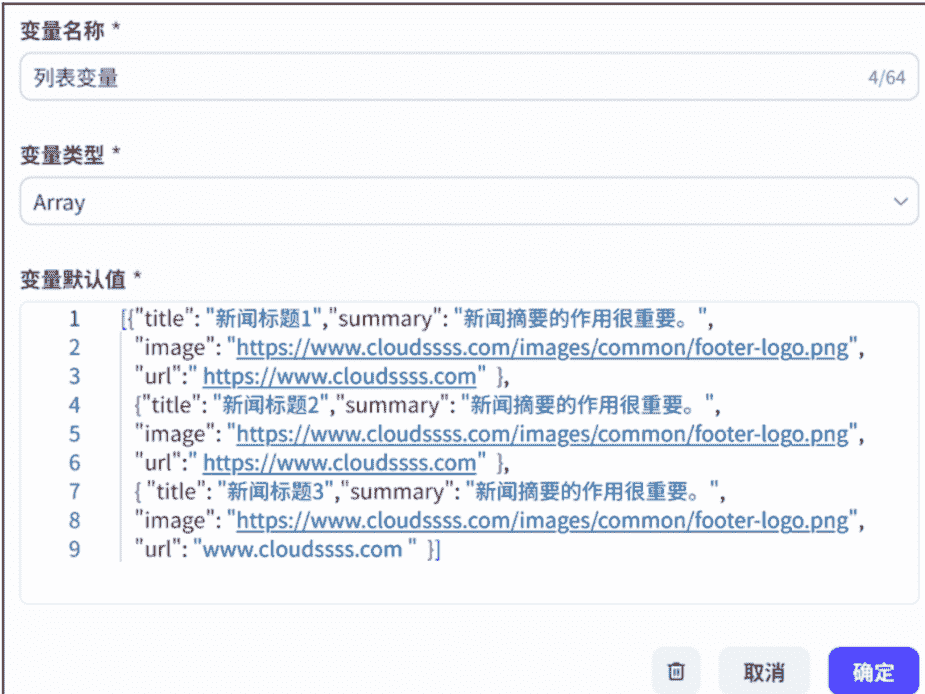 变量名称 *
列表变量 4/64
变量类型 *
Array
变量默认值 *
1 [{"title": "新闻标题1","summary": "新闻摘要的作用很重要。",
2 "image": "https://www.cloudssss.com/images/common/footer-logo.png",
3 "url":" https://www.cloudssss.com" },
4 {"title": "新闻标题2","summary": "新闻摘要的作用很重要。",
5 "image": "https://www.cloudssss.com/images/common/footer-logo.png",
6 "url":" https://www.cloudssss.com" },
7 { "title": "新闻标题3","summary": "新闻摘要的作用很重要。",
8 "image": "https://www.cloudssss.com/images/common/footer-logo.png",
9 "url": "www.cloudssss.com " }]
取消 确定